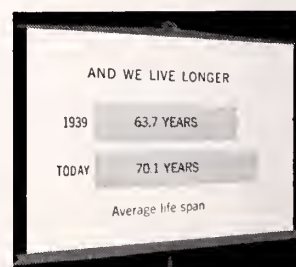 AND WE LIVE LONGER
1939 63.7 YEARS
TODAY 70.1 YEARS
Average life span